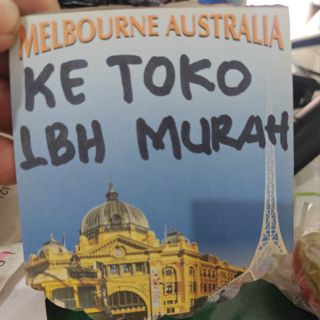 MELBOURNE AUSTRALIA
KE TOKO
LBH MURAH